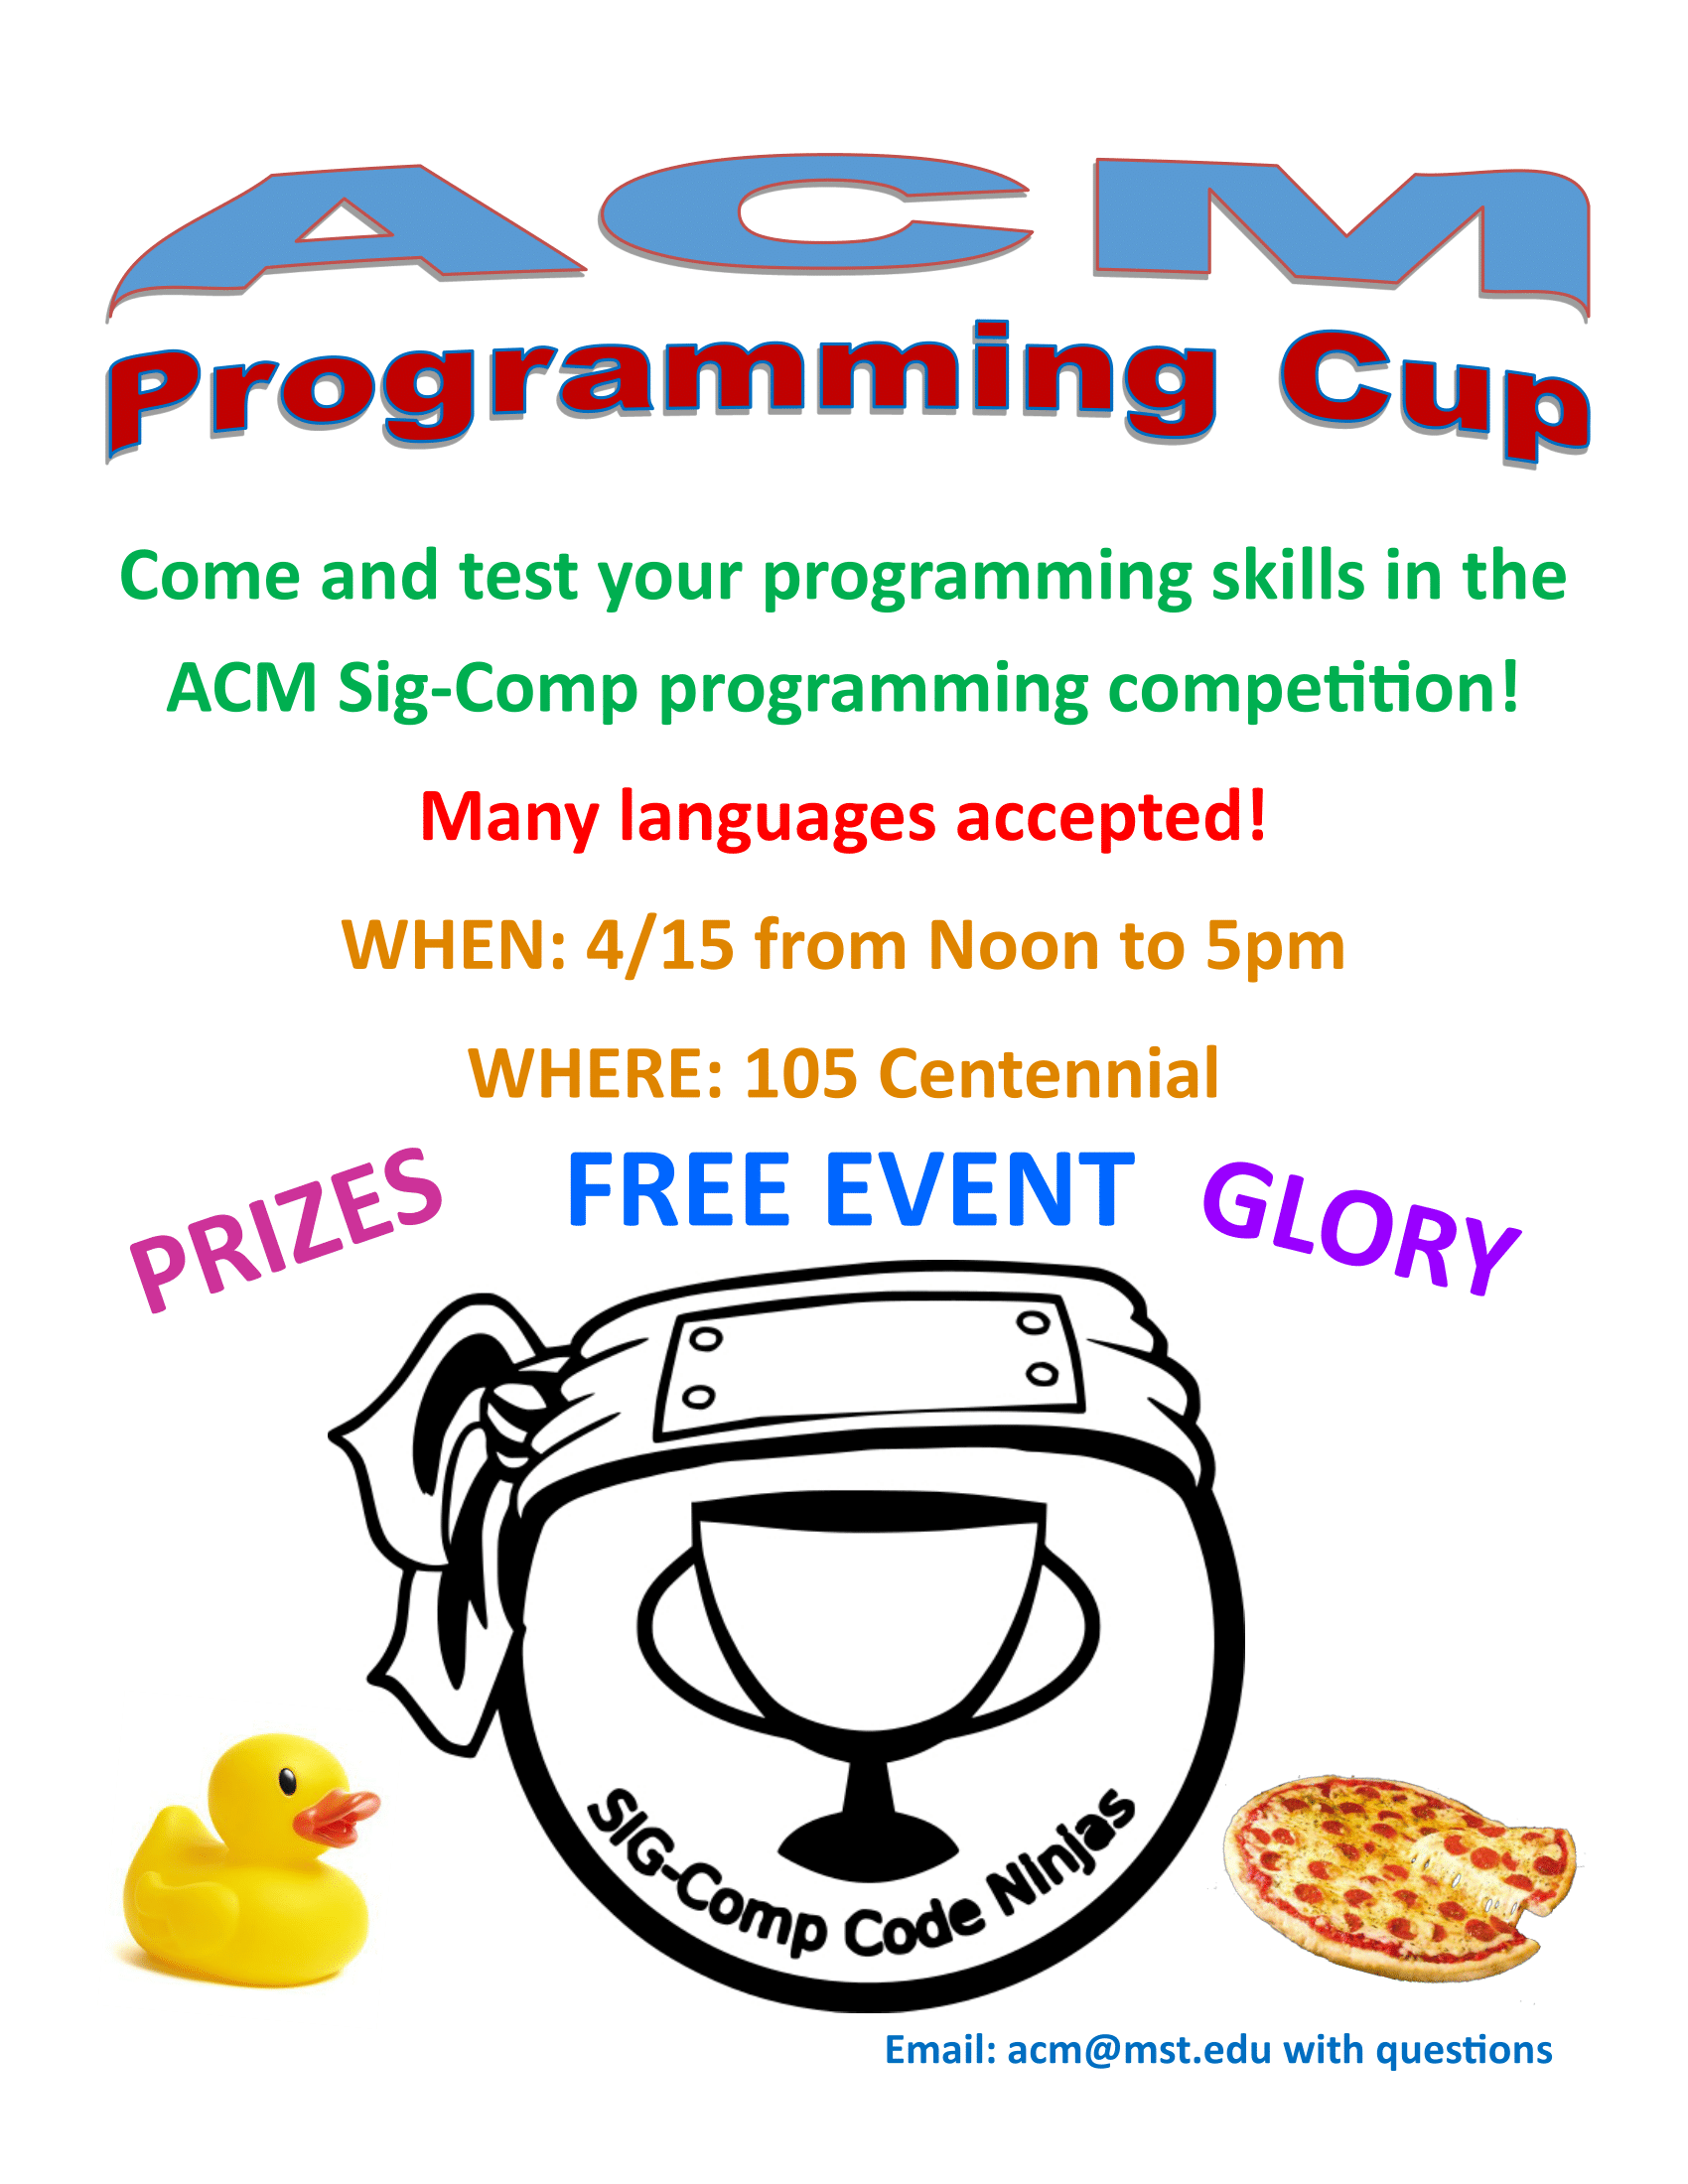 ACM
Programming Cup
Come and test your programming skills in the
ACM Sig-Comp programming competition!
Many languages accepted!
WHEN: 4/15 from Noon to 5pm
WHERE: 105 Centennial
PRIZES
FREE EVENT
GLORY
SIG-Comp Code Ninjas
Email: acm@mst.edu with questions